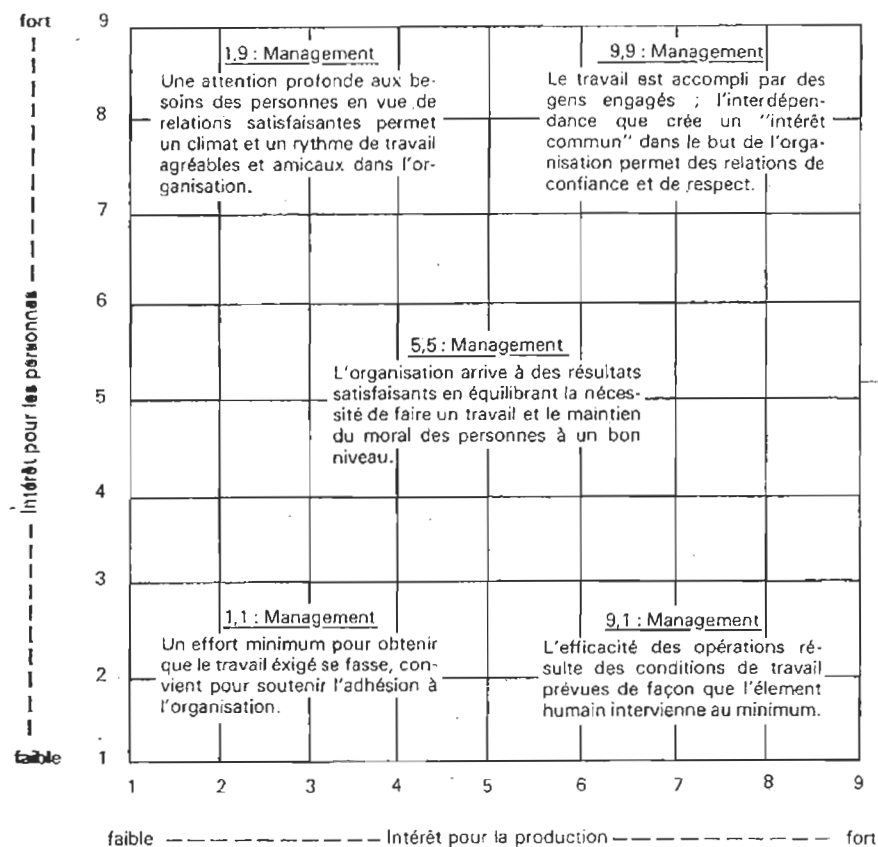 fort
9
1,9 : Management
Une attention profonde aux be-
soins des personnes en vue de
relations satisfaisantes permet
un climat et un rythme de travail
agréables et amicaux dans l'or-
ganisation.
9,9 : Management
Le travail est accompli par des
gens engagés ; l'interdépen-
dance que crée un "intérêt
commun" dans le but de l'orga-
nisation permet des relations de
confiance et de respect.
8
7
6
5,5 : Management
L'organisation arrive à des résultats
satisfaisants en équilibrant la néces-
sité de faire un travail et le maintien
du moral des personnes à un bon
niveau.
5
Intérêt pour les personnes
4
3
1,1 : Management
Un effort minimum pour obtenir
que le travail éxigé se fasse, con-
vient pour soutenir l'adhésion à
l'organisation.
9,1 : Management
L'efficacité des opérations ré-
sulte des conditions de travail
prévues de façon que l'élement
humain intervienne au minimum.
2
faible
1
1 2 3 4 5 6 7 8 9
faible Intérêt pour la production fort